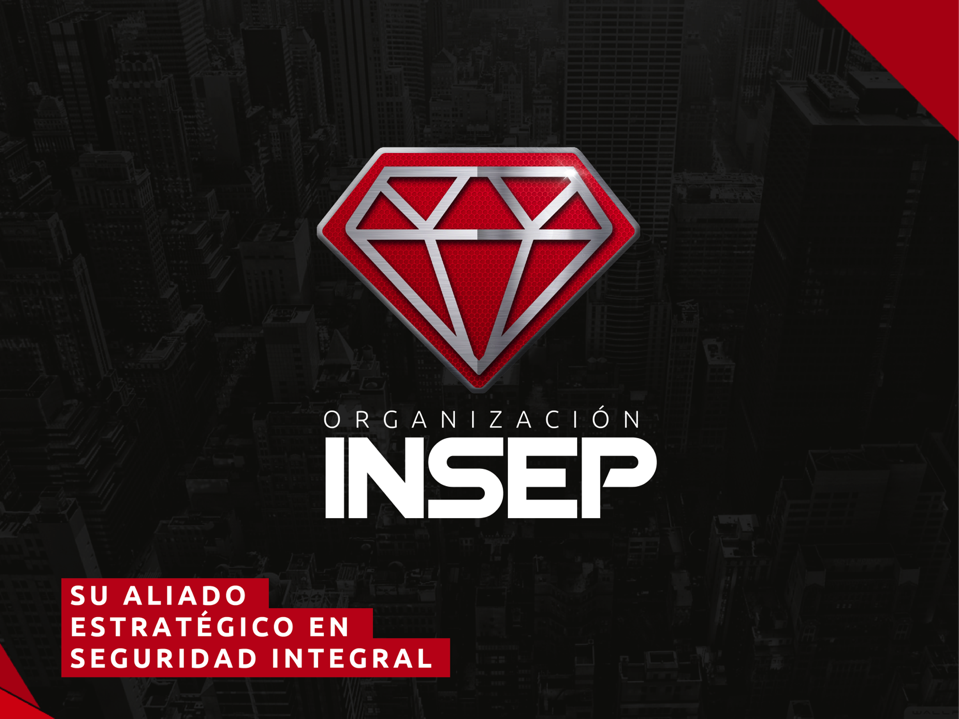 ORGANIZACIÓN
INSEP
SU ALIADO
ESTRATÉGICO EN
SEGURIDAD INTEGRAL